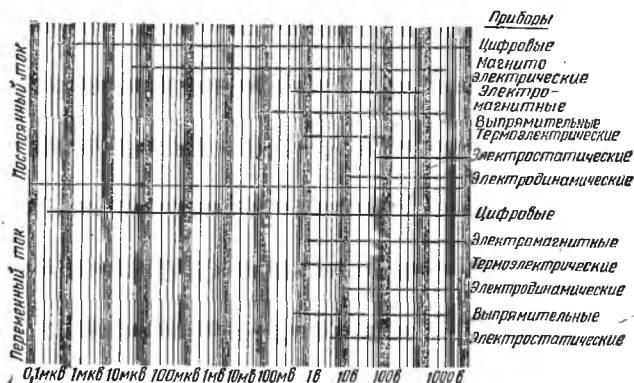 Приборы
Цифровые
Магнито
электрические
Электро-
магнитные
Выпрямительные
Термоэлектрические
Электростатические
Электродинамические
Цифровые
Электромагнитные
Термоэлектрические
Электродинамические
Выпрямительные
Электростатические
Постоянный ток
Переменный ток
0,1мкв 1мкв 10мкв 100мкв 1мв 10мв 100мв 1в 10в 100в 1000в